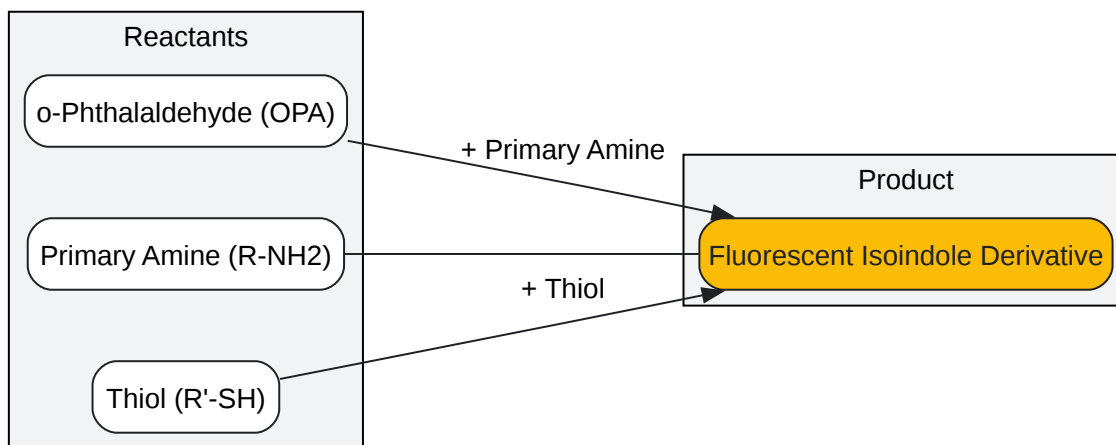 Reactants
o-Phthalaldehyde (OPA)
+ Primary Amine
Product
Primary Amine (R-NH2)
Fluorescent Isoindole Derivative
+ Thiol
Thiol (R'-SH)